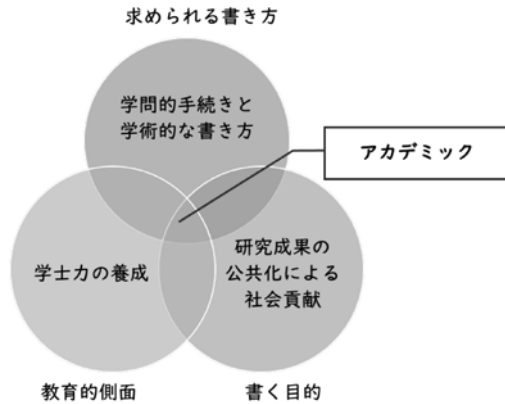 求められる書き方
学問的手続きと
学術的な書き方
アカデミック
学士力の養成
研究成果の
公共化による
社会貢献
教育的側面
書く目的